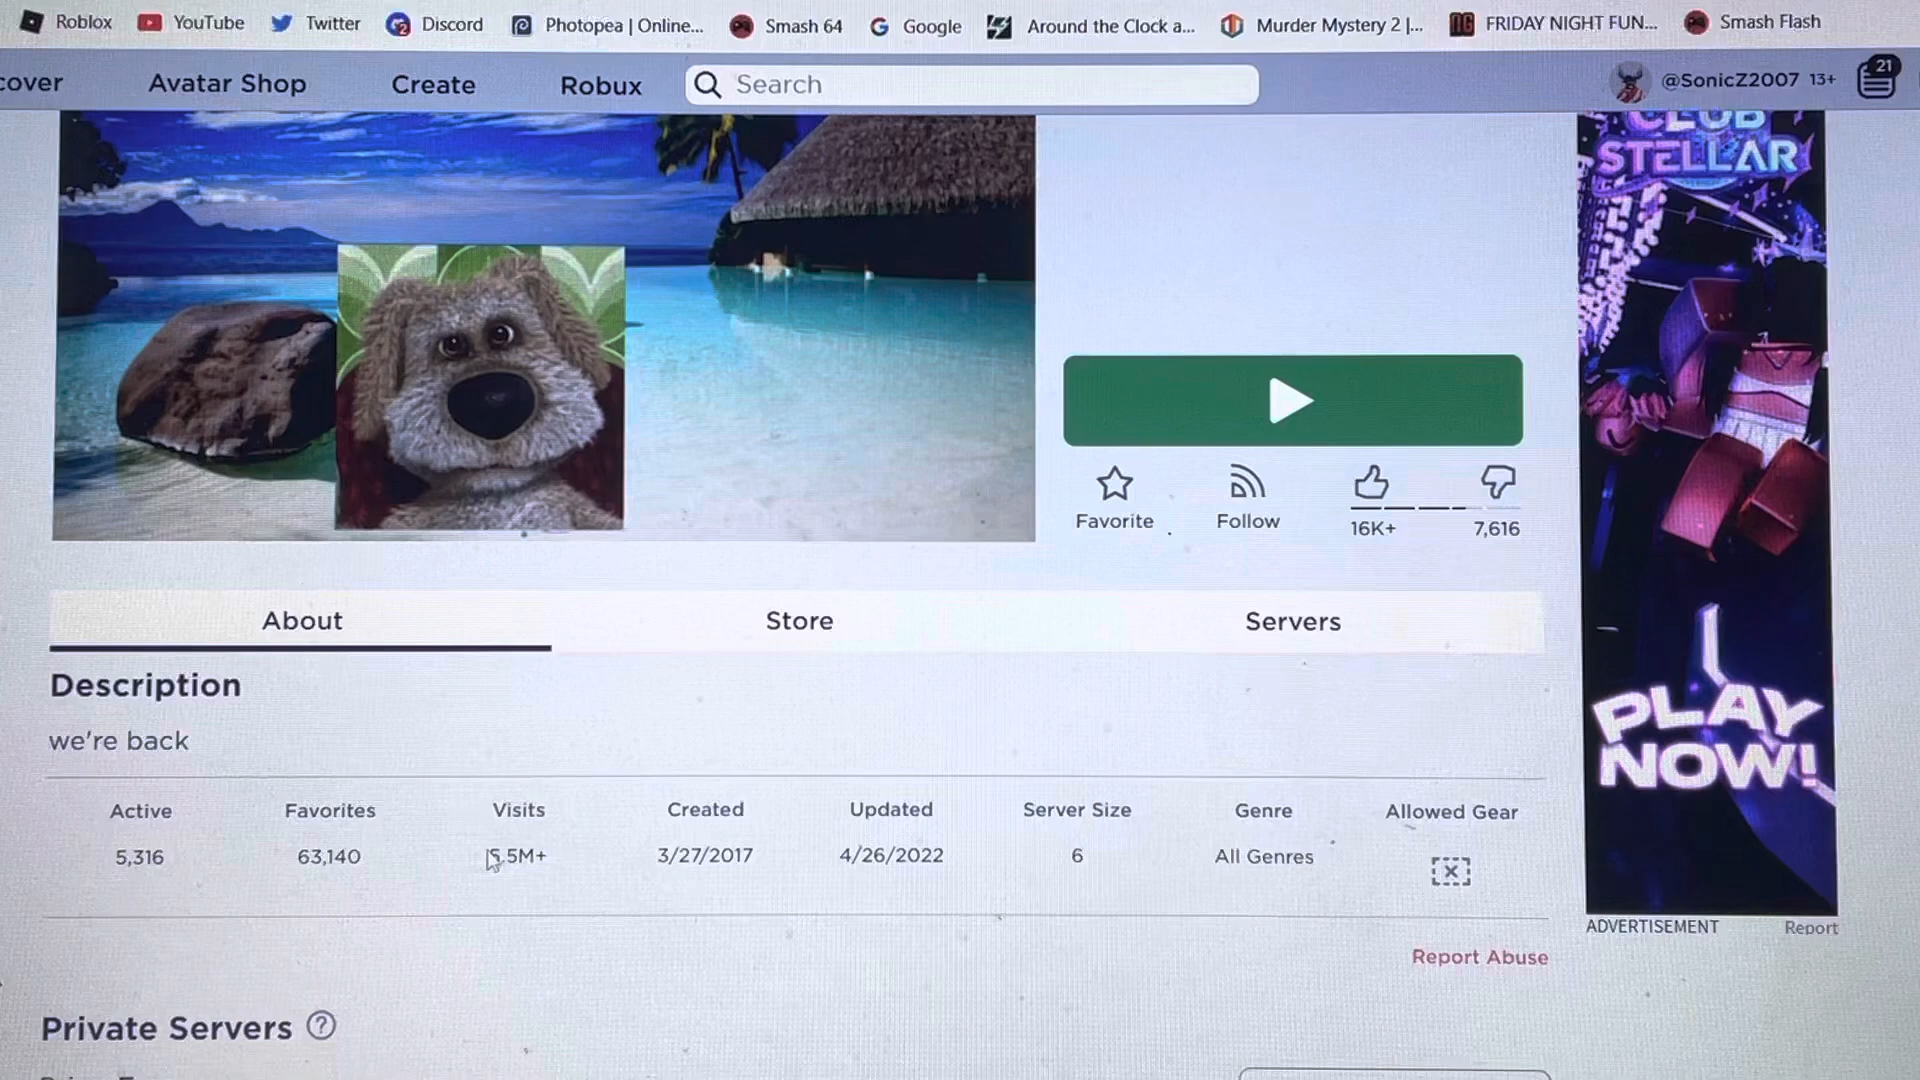 Roblox YouTube Twitter Discord Photopea | Online... Smash 64 Google Around the Clock a... Murder Mystery 2 |... FRIDAY NIGHT FUN... Smash Flash
cover Avatar Shop Create Robux Search @SonicZ2007 13+ 21
CLUB
STELLAR
Favorite Follow 16K+ 7,616
About Store Servers
Description
we're back
PLAY
NOW!
Active Favorites Visits Created Updated Server Size Genre Allowed Gear
5,316 63,140 5.5M+ 3/27/2017 4/26/2022 6 All Genres
ADVERTISEMENT Report
Report Abuse
Private Servers ?